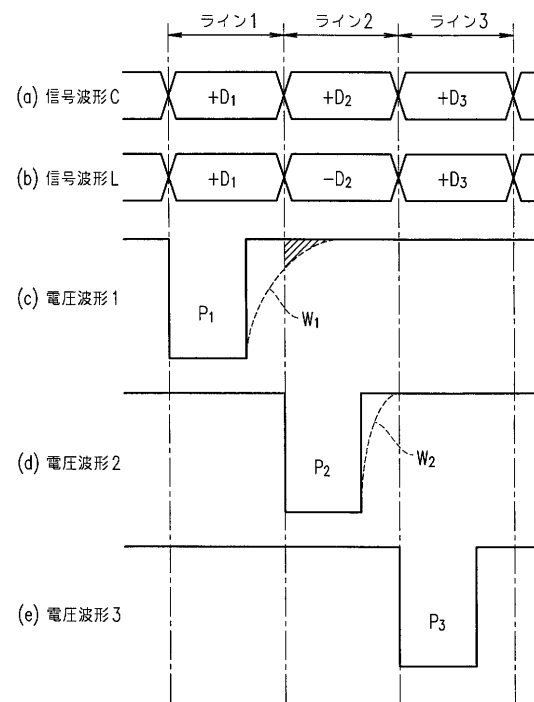 ライン1 ライン2 ライン3
(a) 信号波形C +D1 +D2 +D3
(b) 信号波形L +D1 -D2 +D3
(c) 電圧波形1 P1 W1
(d) 電圧波形2 P2 W2
(e) 電圧波形3 P3